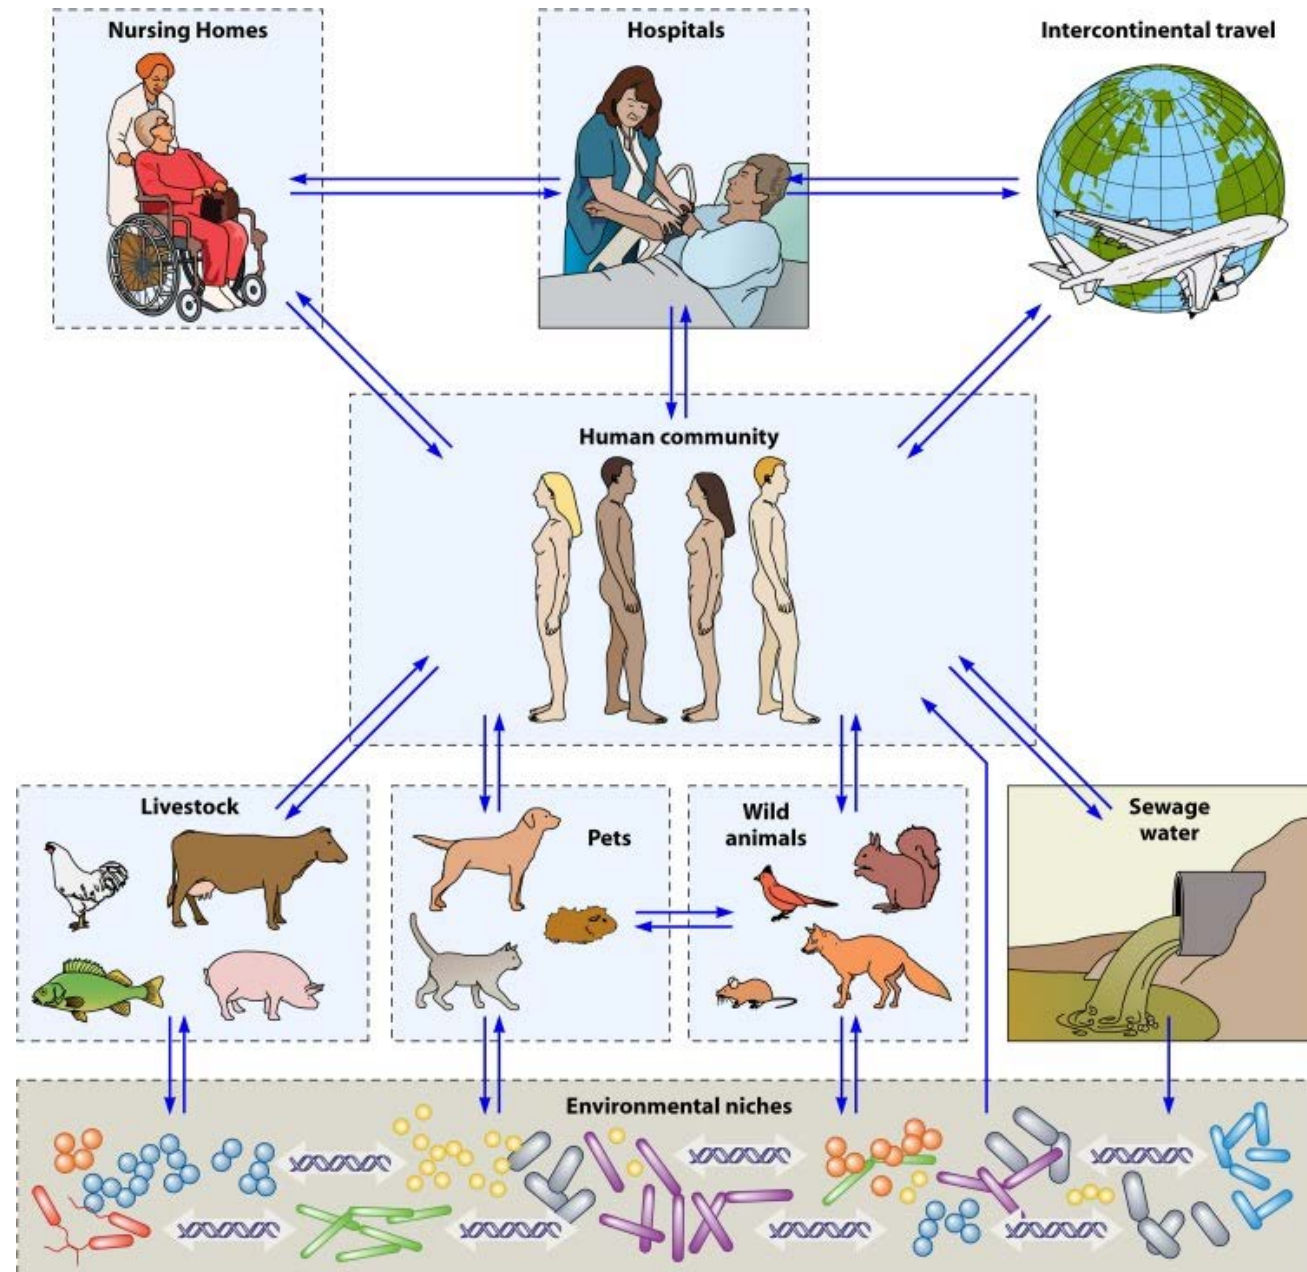 Nursing Homes
Hospitals
Intercontinental travel
Human community
Livestock
Pets
Wild
animals
Sewage
water
Environmental niches